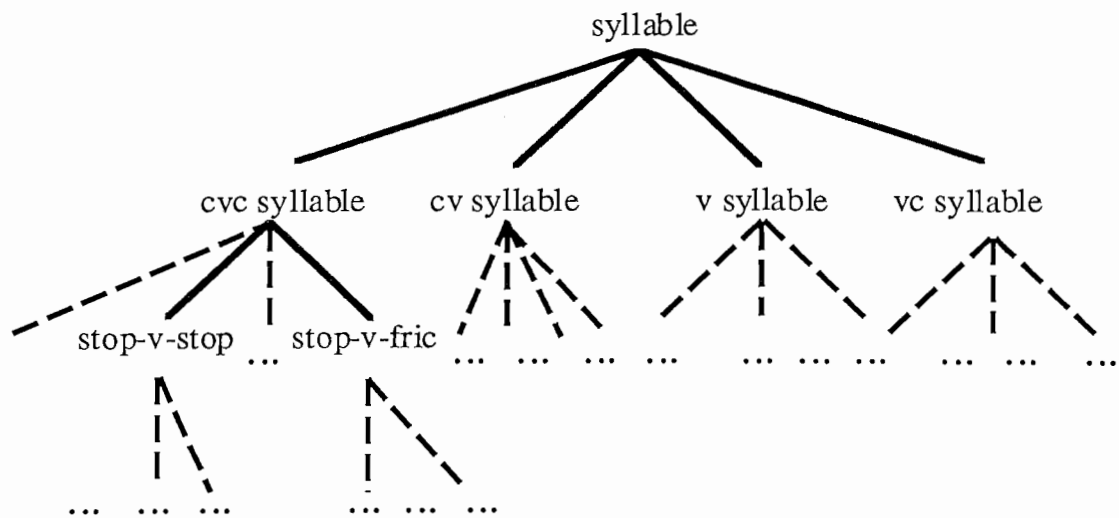 syllable
cvc syllable cv syllable v syllable vc syllable
stop-v-stop ... stop-v-fric ... ... ... ... ... ... ... ... ... ...
... ... ... ... ... ...